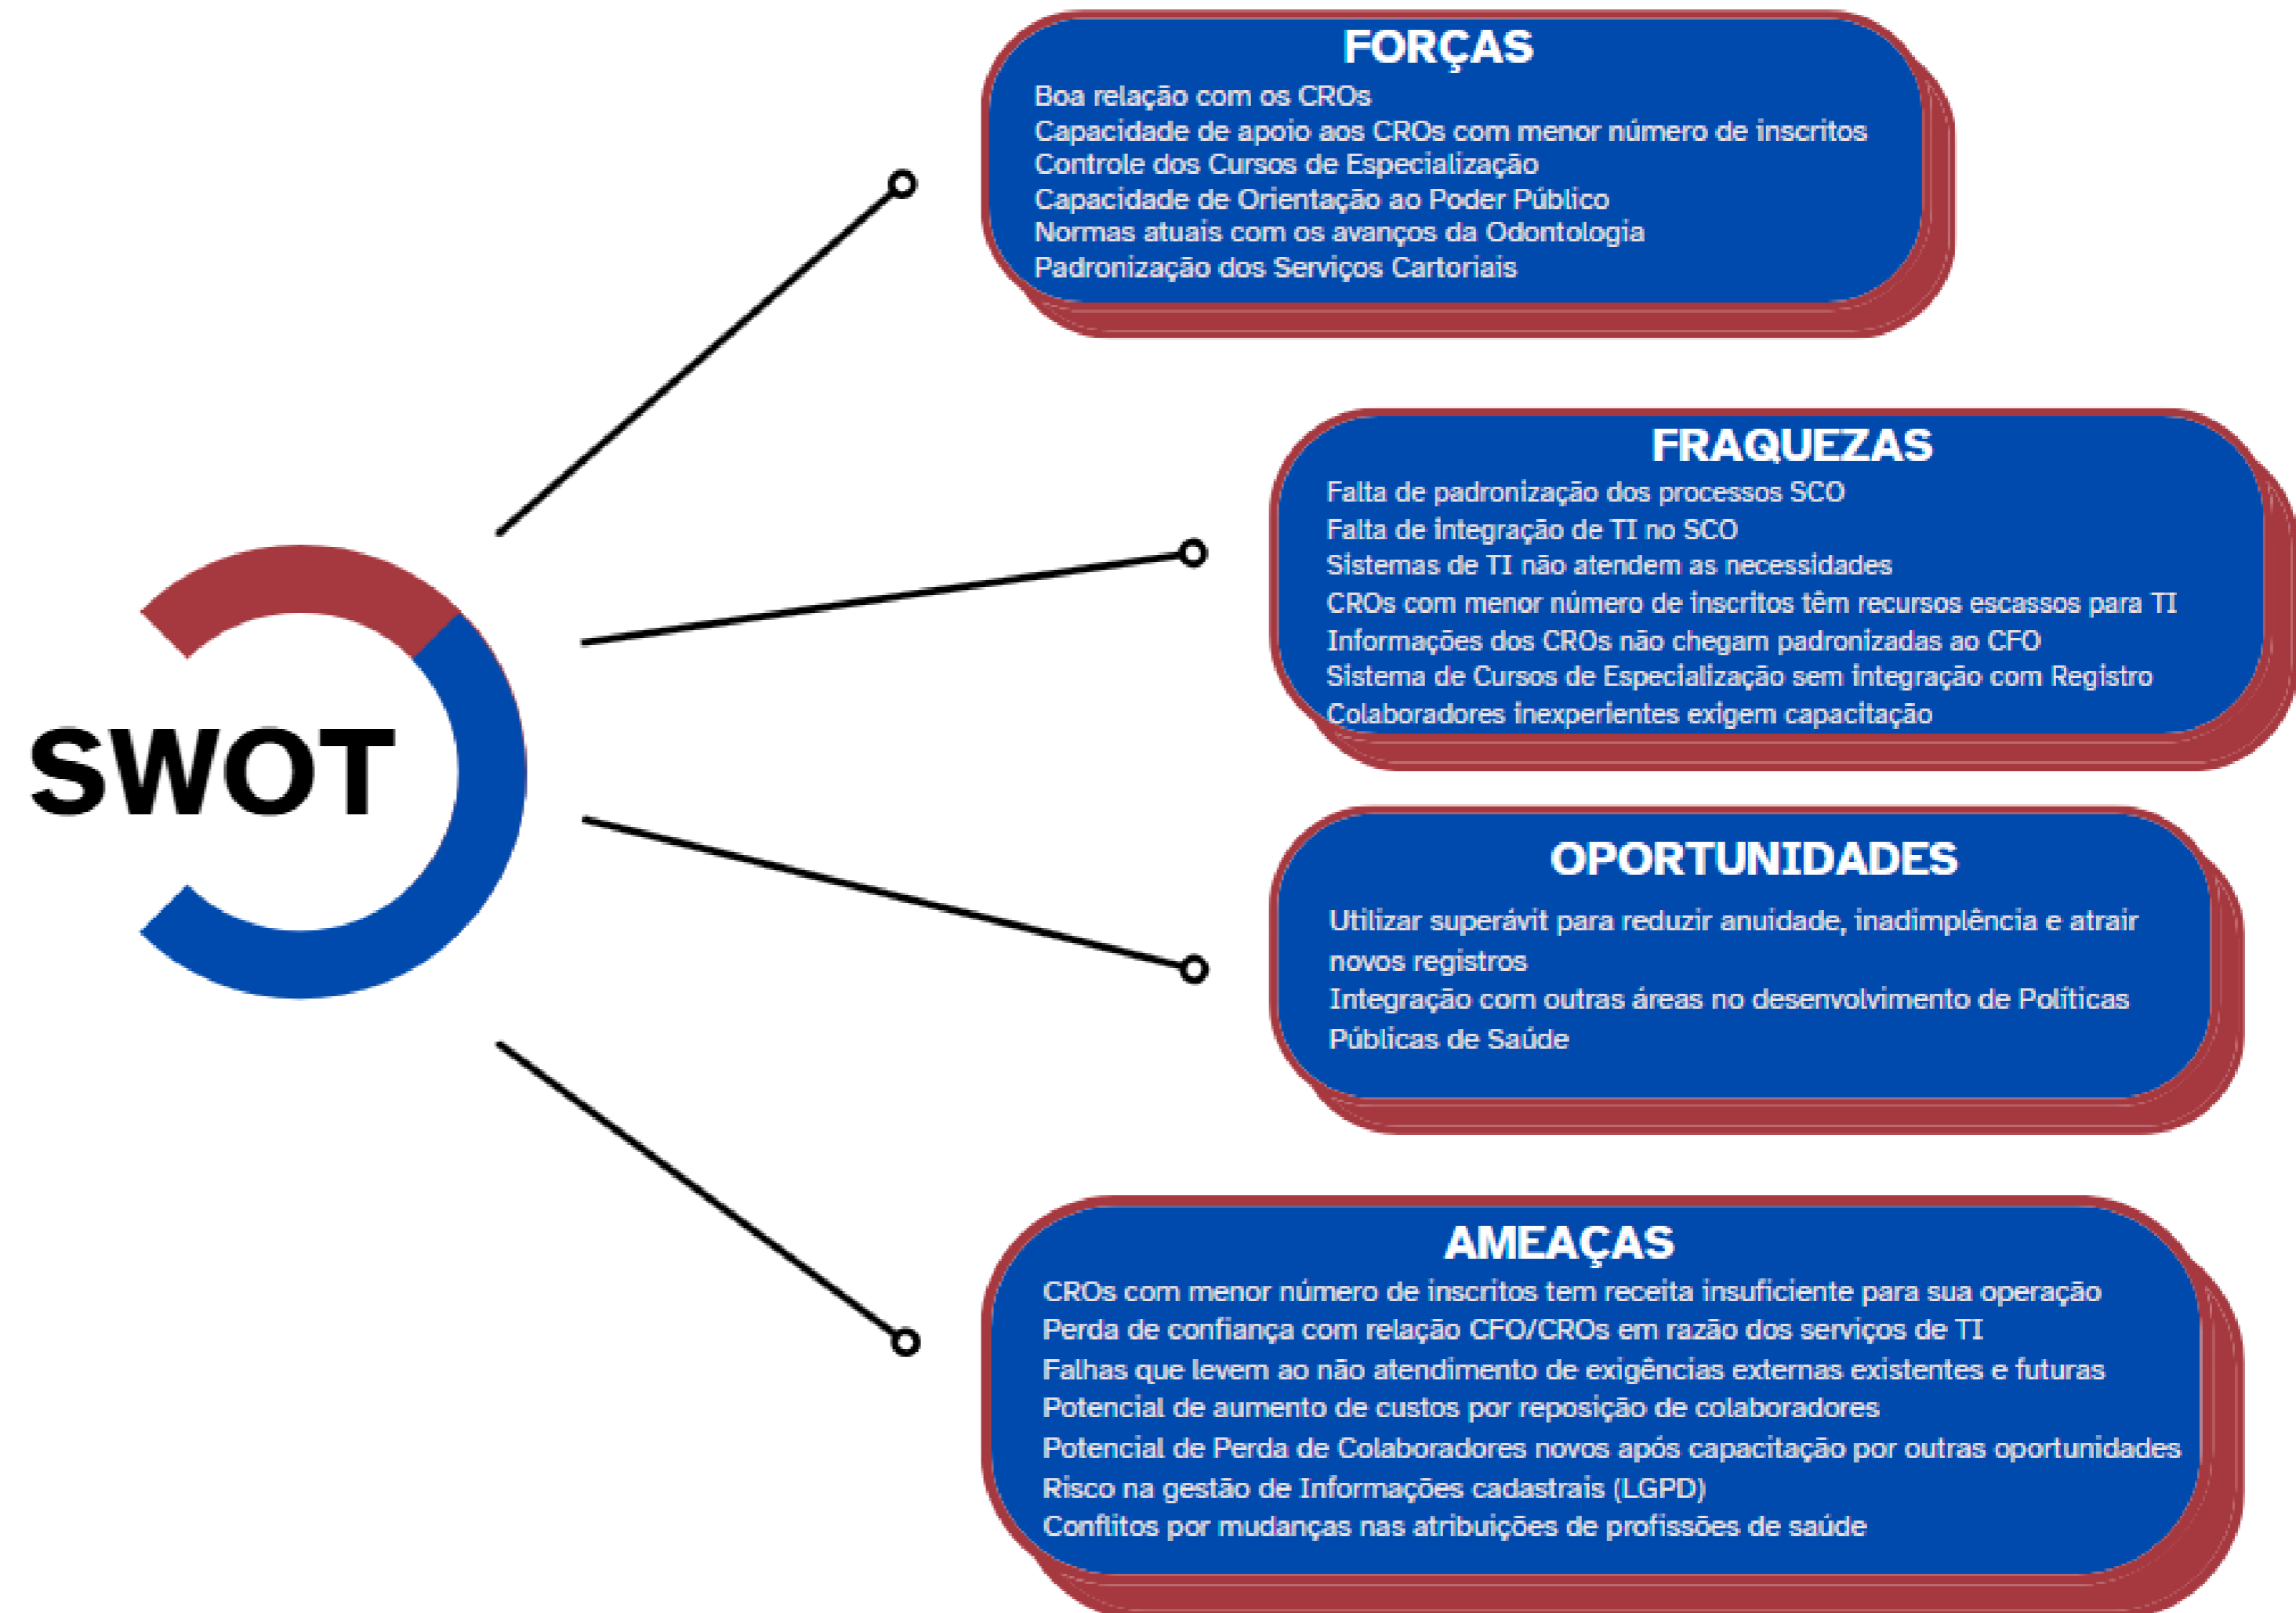 FORÇAS
Boa relação com os CROs
Capacidade de apoio aos CROs com menor número de inscritos
Controle dos Cursos de Especialização
Capacidade de Orientação ao Poder Público
Normas atuais com os avanços da Odontologia
Padronização dos Serviços Cartoriais
FRAQUEZAS
Falta de padronização dos processos SCO
Falta de integração de TI no SCO
Sistemas de TI não atendem as necessidades
CROs com menor número de inscritos têm recursos escassos para TI
Informações dos CROs não chegam padronizadas ao CFO
Sistema de Cursos de Especialização sem integração com Registro
Colaboradores inexperientes exigem capacitação
SWOT
OPORTUNIDADES
Utilizar superávit para reduzir anuidade, inadimplência e atrair
novos registros
Integração com outras áreas no desenvolvimento de Políticas
Públicas de Saúde
AMEAÇAS
CROs com menor número de inscritos tem receita insuficiente para sua operação
Perda de confiança com relação CFO/CROs em razão dos serviços de TI
Falhas que levem ao não atendimento de exigências externas existentes e futuras
Potencial de aumento de custos por reposição de colaboradores
Potencial de Perda de Colaboradores novos após capacitação por outras oportunidades
Risco na gestão de Informações cadastrais (LGPD)
Conflitos por mudanças nas atribuições de profissões de saúde